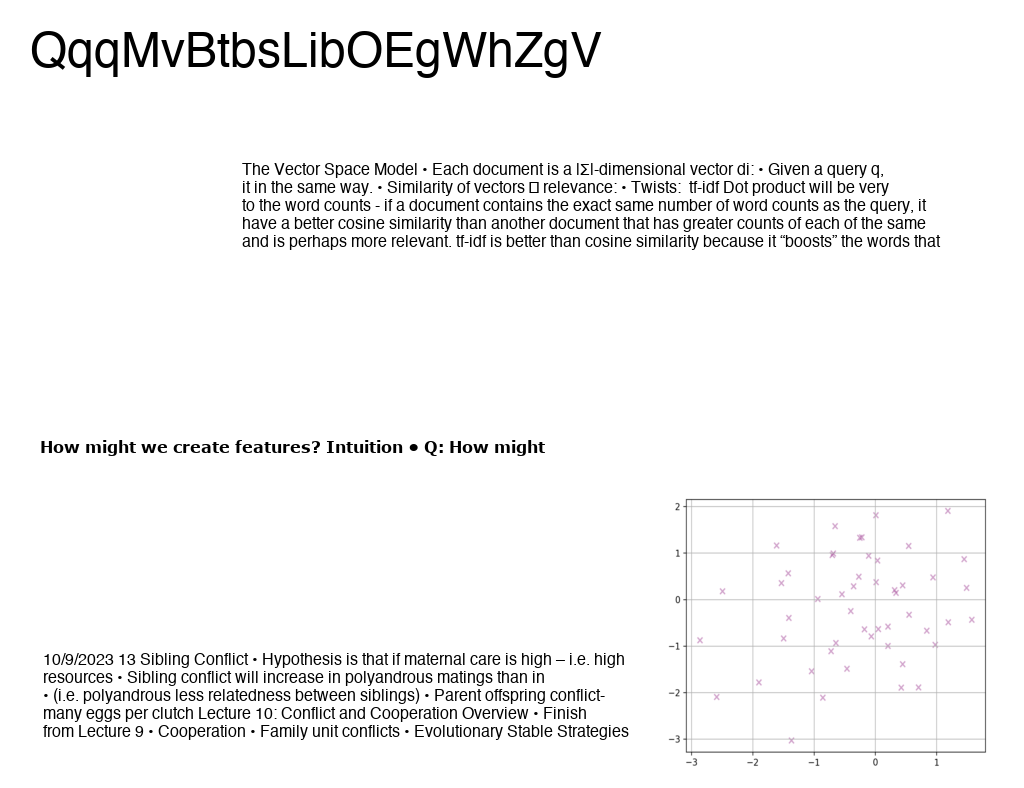 QqqMvBtbsLibOEgWhZgV
The Vector Space Model • Each document is a |Σ|-dimensional vector di: • Given a query q,
it in the same way. • Similarity of vectors □ relevance: • Twists: tf-idf Dot product will be very
to the word counts - if a document contains the exact same number of word counts as the query, it
have a better cosine similarity than another document that has greater counts of each of the same
and is perhaps more relevant. tf-idf is better than cosine similarity because it “boosts” the words that
How might we create features? Intuition ● Q: How might
2
1
0
−1
−2
−3
−3 −2 −1 0 1
10/9/2023 13 Sibling Conflict • Hypothesis is that if maternal care is high – i.e. high
resources • Sibling conflict will increase in polyandrous matings than in
• (i.e. polyandrous less relatedness between siblings) • Parent offspring conflict-
many eggs per clutch Lecture 10: Conflict and Cooperation Overview • Finish
from Lecture 9 • Cooperation • Family unit conflicts • Evolutionary Stable Strategies